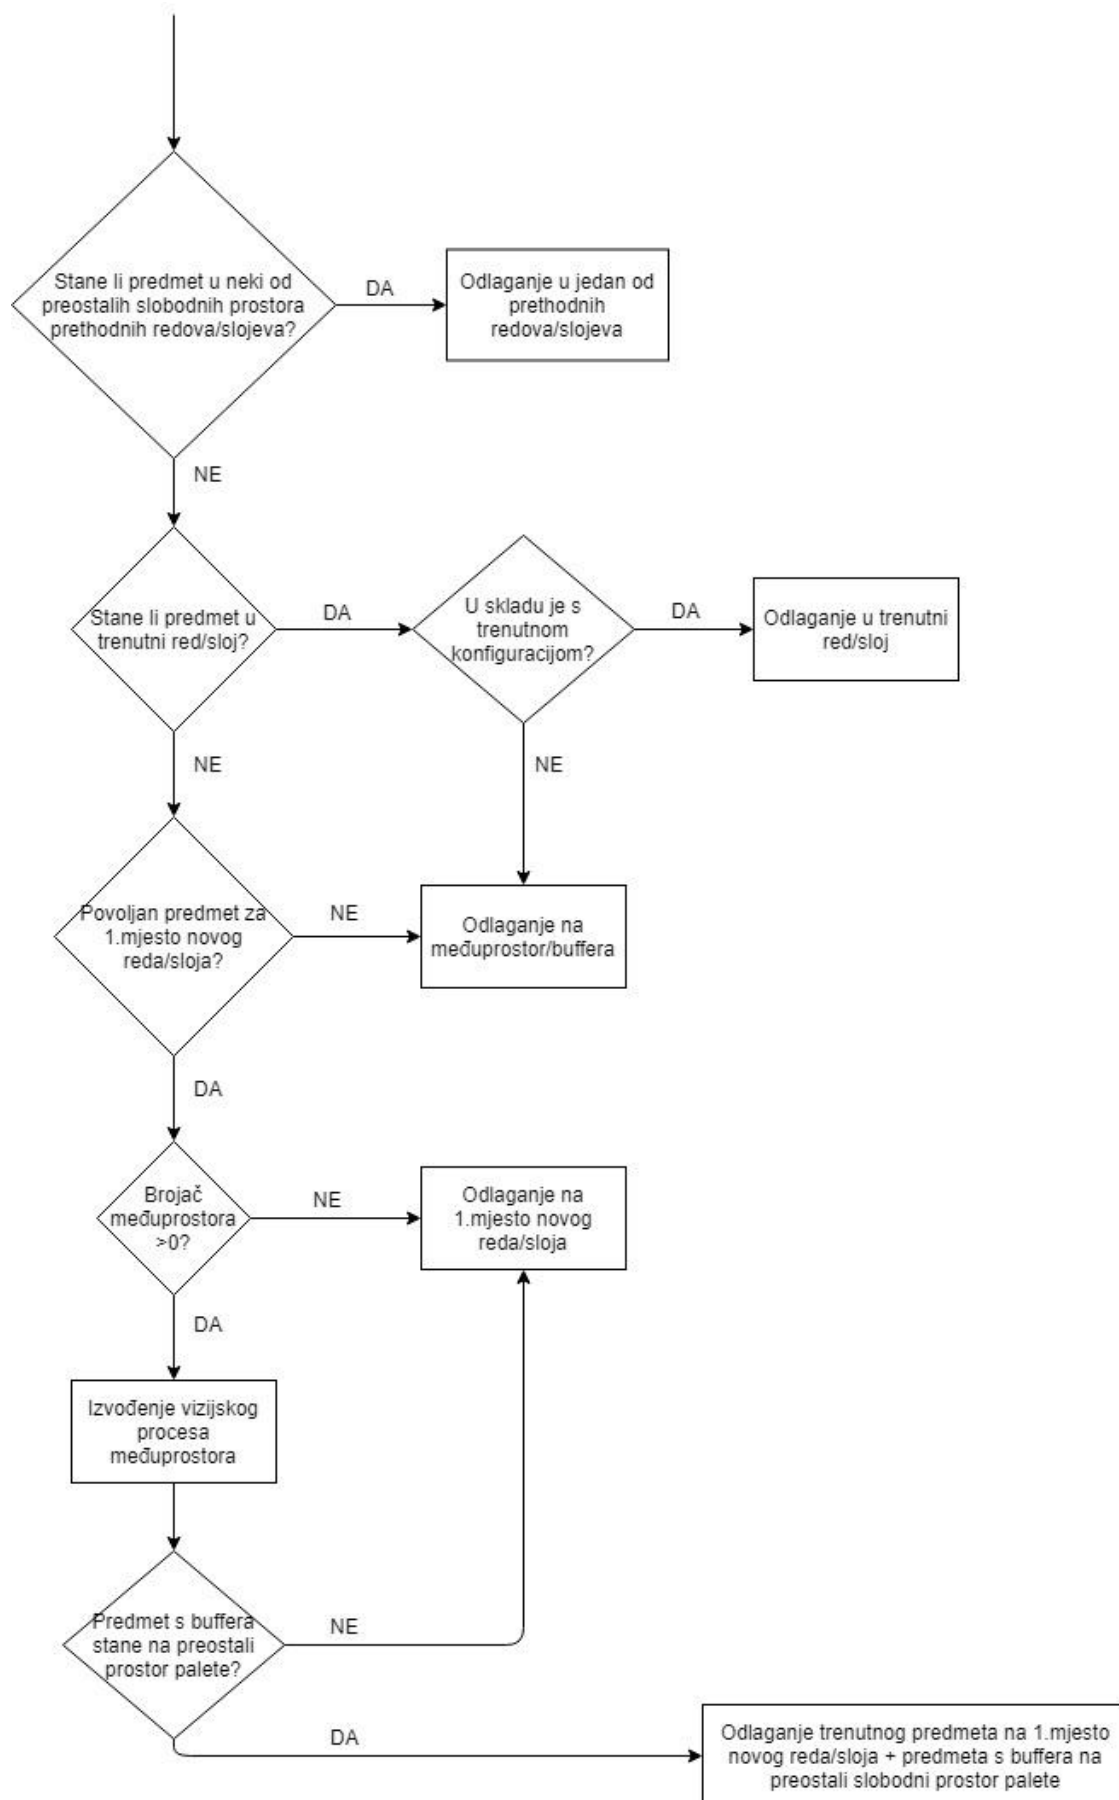 Stane li predmet u neki od
preostalih slobodnih prostora
prethodnih redova/slojeva?
DA
Odlaganje u jedan od
prethodnih
redova/slojeva
NE
Stane li predmet u
trenutni red/sloj?
DA
U skladu je s
trenutnom
konfiguracijom?
DA
Odlaganje u trenutni
red/sloj
NE
NE
Povoljan predmet za
1.mjesto novog
reda/sloja?
NE
Odlaganje na
međuprostor/buffera
DA
Brojač
međuprostora
>0?
NE
Odlaganje na
1.mjesto novog
reda/sloja
DA
Izvođenje vizijskog
procesa
međuprostora
Predmet s buffera
stane na preostali
prostor palete?
NE
DA
Odlaganje trenutnog predmeta na 1.mjesto
novog reda/sloja + predmeta s buffera na
preostali slobodni prostor palete